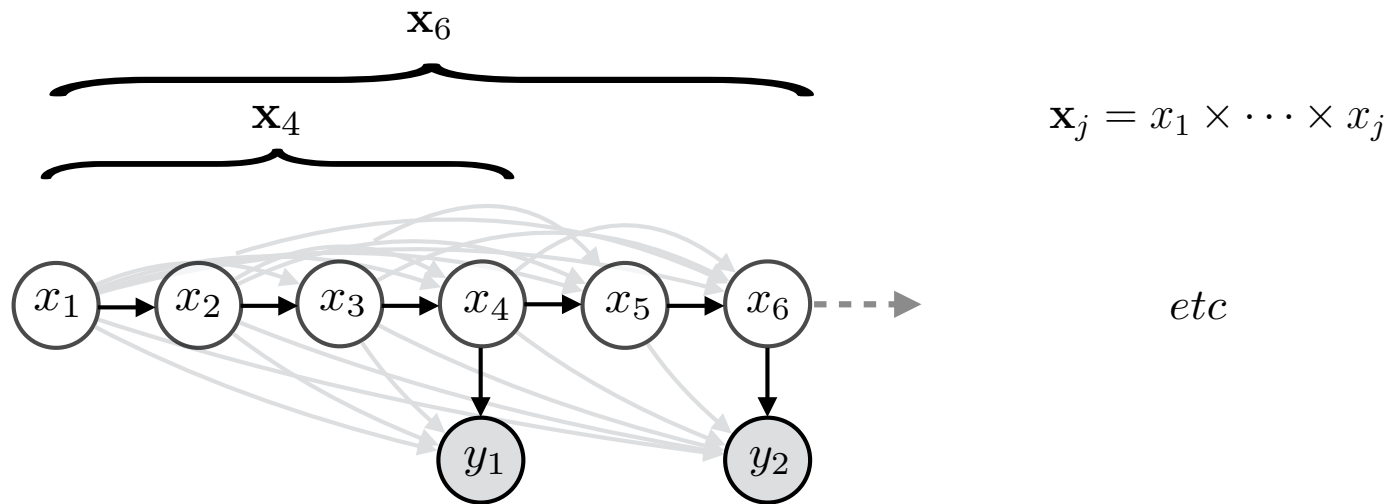 𝐱₆
𝐱₄
𝐱ⱼ = x₁ × ⋯ × xⱼ
x₁ x₂ x₃ x₄ x₅ x₆
etc
y₁ y₂